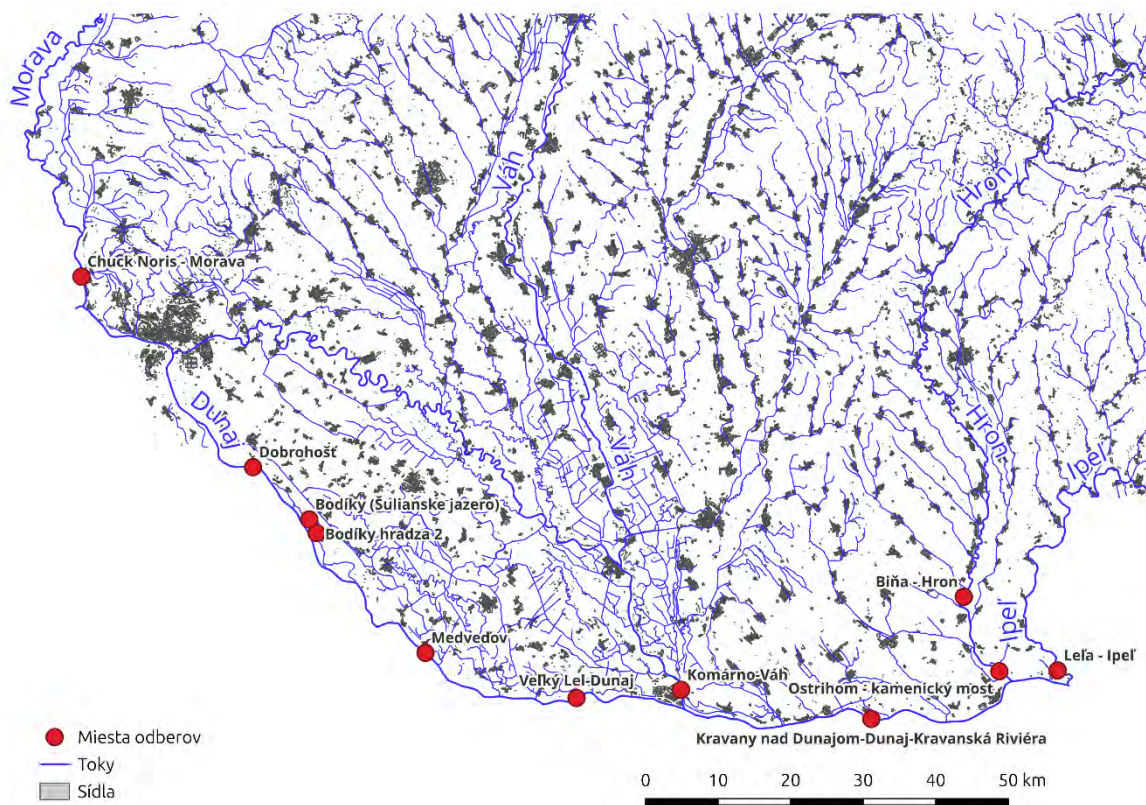 Morava
Váh
Hron
Chuck Noris - Morava
Dunaj
Váh
Hron
Ipeľ
Dobrohošť
Bodíky (Šulianske jazero)
Bodíky hrádza 2
Biňa - Hron
Ipeľ
Medveďov
Leľa - Ipeľ
Veľký Lel-Dunaj
Komárno-Váh
Ostrihom - kamenický most
Kravany nad Dunajom-Dunaj-Kravanská Riviéra
Miesta odberov
Toky
Sídla
0 10 20 30 40 50 km